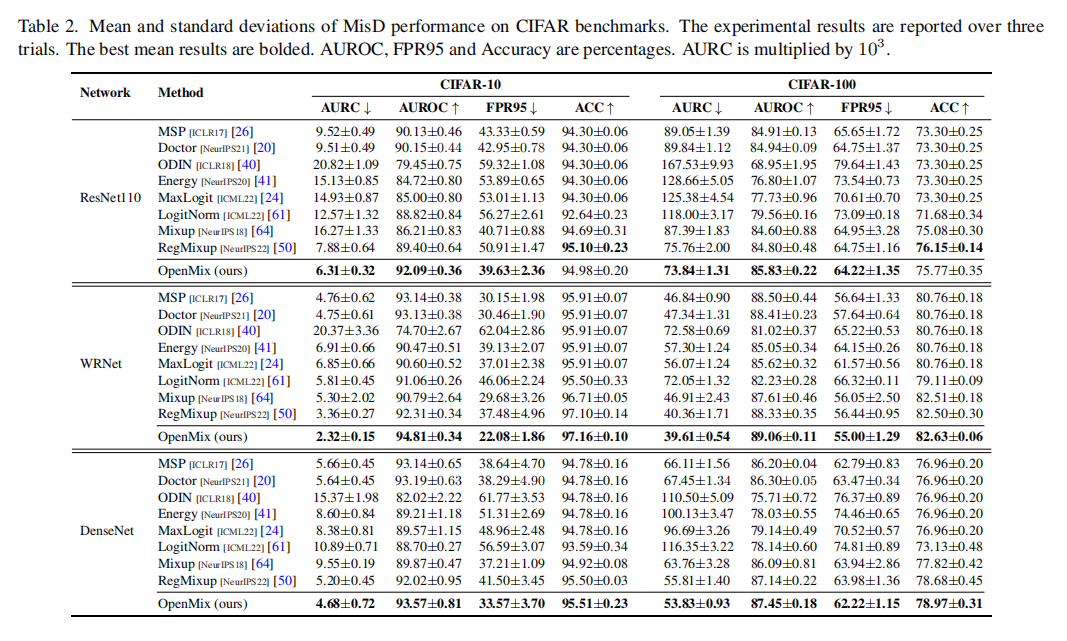 Table 2. Mean and standard deviations of MisD performance on CIFAR benchmarks. The experimental results are reported over three
trials. The best mean results are bolded. AUROC, FPR95 and Accuracy are percentages. AURC is multiplied by 10³.
Network Method CIFAR-10 CIFAR-100
AURC ↓ AUROC ↑ FPR95 ↓ ACC ↑ AURC ↓ AUROC ↑ FPR95 ↓ ACC ↑
MSP [ICLR17] [26] 9.52±0.49 90.13±0.46 43.33±0.59 94.30±0.06 89.05±1.39 84.91±0.13 65.65±1.72 73.30±0.25
Doctor [NeurIPS21] [20] 9.51±0.49 90.15±0.44 42.95±0.78 94.30±0.06 89.84±1.12 84.94±0.09 64.75±1.37 73.30±0.25
ODIN [ICLR18] [40] 20.82±1.09 79.45±0.75 59.32±1.08 94.30±0.06 167.53±9.93 68.95±1.95 79.64±1.43 73.30±0.25
Energy [NeurIPS20] [41] 15.13±0.85 84.72±0.80 53.89±0.65 94.30±0.06 128.66±5.05 76.80±1.07 73.54±0.73 73.30±0.25
ResNet110 MaxLogit [ICML22] [24] 14.93±0.87 85.00±0.80 53.01±1.13 94.30±0.06 125.38±4.54 77.73±0.96 70.61±0.70 73.30±0.25
LogitNorm [ICML22] [61] 12.57±1.32 88.82±0.84 56.27±2.61 92.64±0.23 118.00±3.17 79.56±0.16 73.09±0.18 71.68±0.34
Mixup [NeurIPS18] [64] 16.27±1.33 86.21±0.83 40.71±0.88 94.69±0.31 87.39±1.83 84.60±0.88 64.95±3.28 75.08±0.30
RegMixup [NeurIPS22] [50] 7.88±0.64 89.40±0.64 50.91±1.47 95.10±0.23 75.76±2.00 84.80±0.48 64.75±1.16 76.15±0.14
OpenMix (ours) 6.31±0.32 92.09±0.36 39.63±2.36 94.98±0.20 73.84±1.31 85.83±0.22 64.22±1.35 75.77±0.35
MSP [ICLR17] [26] 4.76±0.62 93.14±0.38 30.15±1.98 95.91±0.07 46.84±0.90 88.50±0.44 56.64±1.33 80.76±0.18
Doctor [NeurIPS21] [20] 4.75±0.61 93.13±0.38 30.46±1.90 95.91±0.07 47.34±1.31 88.41±0.23 57.64±0.64 80.76±0.18
ODIN [ICLR18] [40] 20.37±3.36 74.70±2.67 62.04±2.86 95.91±0.07 72.58±0.69 81.02±0.37 65.22±0.53 80.76±0.18
Energy [NeurIPS20] [41] 6.91±0.66 90.47±0.51 39.13±2.07 95.91±0.07 57.30±1.24 85.05±0.34 64.15±0.26 80.76±0.18
WRNet MaxLogit [ICML22] [24] 6.85±0.66 90.60±0.52 37.01±2.38 95.91±0.07 56.07±1.24 85.62±0.32 61.57±0.56 80.76±0.18
LogitNorm [ICML22] [61] 5.81±0.45 91.06±0.26 46.06±2.24 95.50±0.33 72.05±1.32 82.23±0.28 66.32±0.11 79.11±0.09
Mixup [NeurIPS18] [64] 5.30±2.02 90.79±2.64 29.68±3.26 96.71±0.05 46.91±2.43 87.61±0.46 56.05±2.50 82.51±0.18
RegMixup [NeurIPS22] [50] 3.36±0.27 92.31±0.34 37.48±4.96 97.10±0.14 40.36±1.71 88.33±0.35 56.44±0.95 82.50±0.30
OpenMix (ours) 2.32±0.15 94.81±0.34 22.08±1.86 97.16±0.10 39.61±0.54 89.06±0.11 55.00±1.29 82.63±0.06
MSP [ICLR17] [26] 5.66±0.45 93.14±0.65 38.64±4.70 94.78±0.16 66.11±1.56 86.20±0.04 62.79±0.83 76.96±0.20
Doctor [NeurIPS21] [20] 5.64±0.45 93.19±0.63 38.29±4.90 94.78±0.16 67.45±1.34 86.30±0.05 63.47±0.34 76.96±0.20
ODIN [ICLR18] [40] 15.37±1.98 82.02±2.22 61.77±3.53 94.78±0.16 110.50±5.09 75.71±0.72 76.37±0.89 76.96±0.20
Energy [NeurIPS20] [41] 8.60±0.84 89.21±1.18 51.31±2.69 94.78±0.16 100.13±3.47 78.03±0.55 74.46±0.65 76.96±0.20
DenseNet MaxLogit [ICML22] [24] 8.38±0.81 89.57±1.15 48.96±2.48 94.78±0.16 96.69±3.26 79.14±0.49 70.52±0.57 76.96±0.20
LogitNorm [ICML22] [61] 10.89±0.71 88.70±0.27 56.59±3.07 93.59±0.34 116.35±3.22 78.14±0.60 74.81±0.89 73.13±0.48
Mixup [NeurIPS18] [64] 9.55±0.19 89.87±0.47 37.21±1.09 94.92±0.08 63.76±3.28 86.09±0.81 63.94±2.86 77.82±0.42
RegMixup [NeurIPS22] [50] 5.20±0.45 92.02±0.95 41.50±3.45 95.50±0.03 55.81±1.40 87.14±0.22 63.98±1.36 78.68±0.45
OpenMix (ours) 4.68±0.72 93.57±0.81 33.57±3.70 95.51±0.23 53.83±0.93 87.45±0.18 62.22±1.15 78.97±0.31